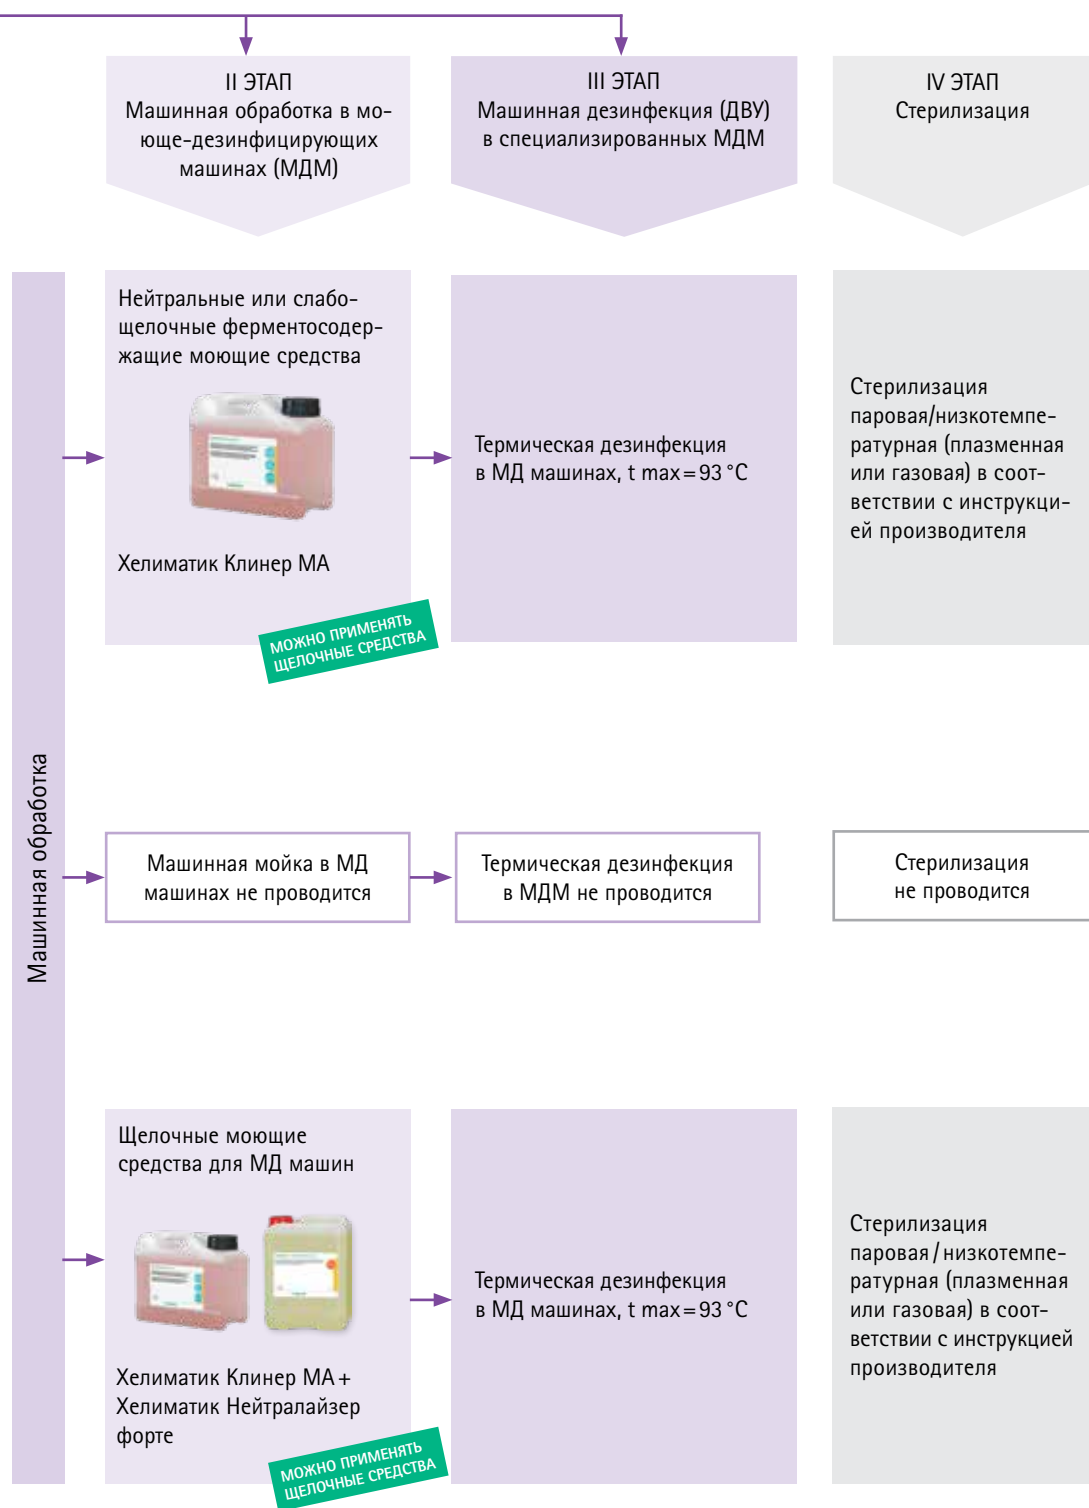 II ЭТАП
Машинная обработка в мо-
юще-дезинфицирующих
машинах (МДМ)
III ЭТАП
Машинная дезинфекция (ДВУ)
в специализированных МДМ
IV ЭТАП
Стерилизация
Машинная обработка
Нейтральные или слабо-
щелочные ферментосодер-
жащие моющие средства
Хелиматик Клинер МА
МОЖНО ПРИМЕНЯТЬ
ЩЕЛОЧНЫЕ СРЕДСТВА
Термическая дезинфекция
в МД машинах, t max = 93 °C
Стерилизация
паровая/низкотемпе-
ратурная (плазменная
или газовая) в соот-
ветствии с инструкци-
ей производителя
Машинная мойка в МД
машинах не проводится
Термическая дезинфекция
в МДМ не проводится
Стерилизация
не проводится
Щелочные моющие
средства для МД машин
Хелиматик Клинер МА +
Хелиматик Нейтралайзер
форте
МОЖНО ПРИМЕНЯТЬ
ЩЕЛОЧНЫЕ СРЕДСТВА
Термическая дезинфекция
в МД машинах, t max = 93 °C
Стерилизация
паровая / низкотемпе-
ратурная (плазменная
или газовая) в соот-
ветствии с инструкцией
производителя